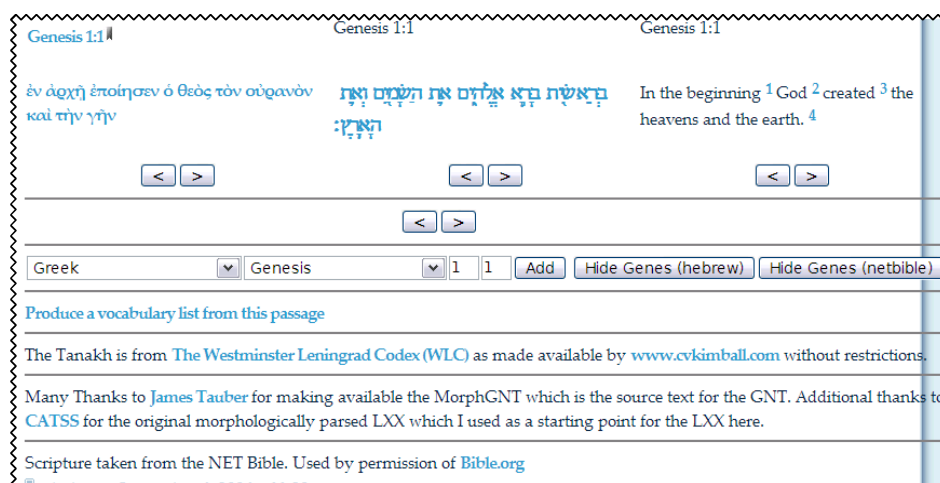 Genesis 1:1
Genesis 1:1
Genesis 1:1
ἐν ἀρχῇ ἐποίησεν ὁ θεὸς τὸν οὐρανὸν
καὶ τὴν γῆν
בְּרֵאשִׁ֖ית בָּרָ֣א אֱלֹהִ֑ים אֵ֥ת הַשָּׁמַ֖יִם וְאֵ֥ת
הָאָֽרֶץ׃
In the beginning 1 God 2 created 3 the
heavens and the earth. 4
< > < > < >
< >
Greek Genesis 1 1 Add Hide Genes (hebrew) Hide Genes (netbible)
Produce a vocabulary list from this passage
The Tanakh is from The Westminster Leningrad Codex (WLC) as made available by www.cvkimball.com without restrictions.
Many Thanks to James Tauber for making available the MorphGNT which is the source text for the GNT. Additional thanks to
CATSS for the original morphologically parsed LXX which I used as a starting point for the LXX here.
Scripture taken from the NET Bible. Used by permission of Bible.org